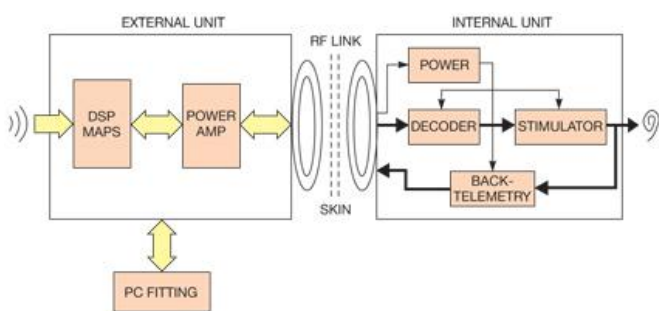 EXTERNAL UNIT
INTERNAL UNIT
RF LINK
DSP
MAPS
POWER
AMP
POWER
DECODER
STIMULATOR
BACK-
TELEMETRY
SKIN
PC FITTING